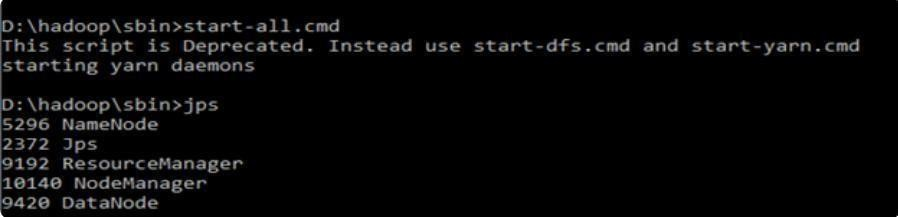 D:\hadoop\sbin>start-all.cmd
This script is Deprecated. Instead use start-dfs.cmd and start-yarn.cmd
starting yarn daemons
D:\hadoop\sbin>jps
5296 NameNode
2372 Jps
9192 ResourceManager
10140 NodeManager
9420 DataNode